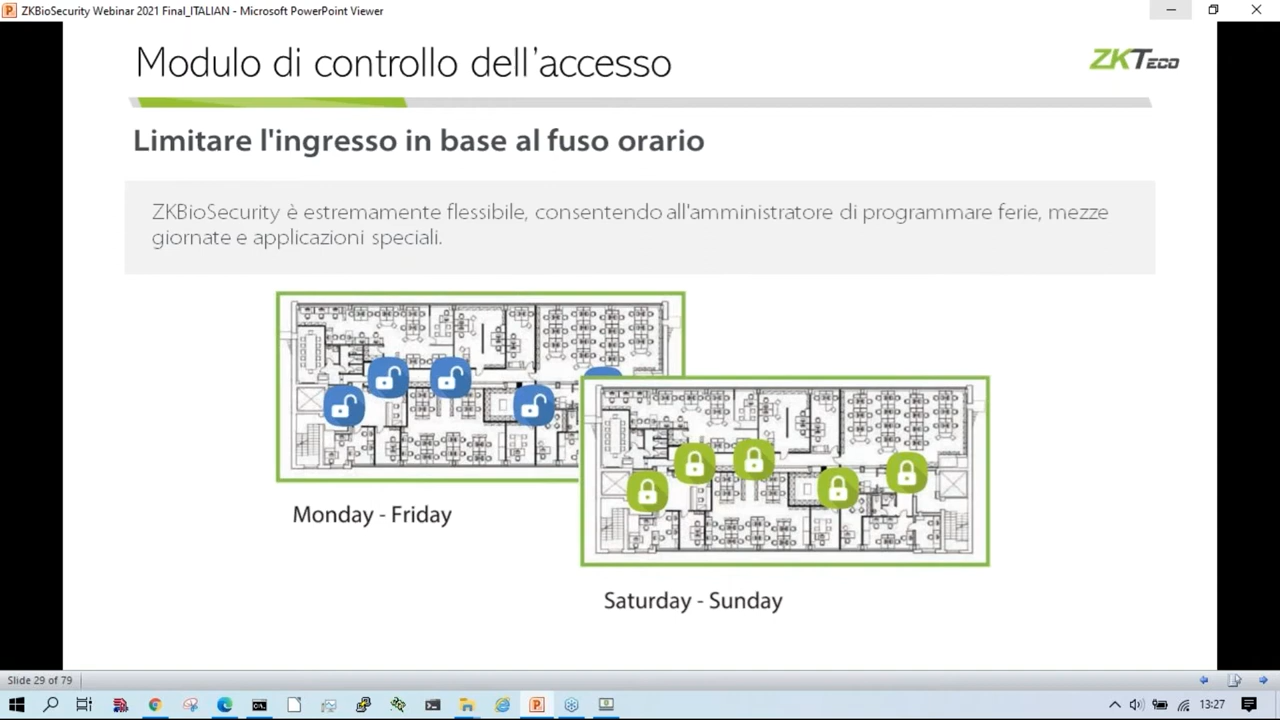 ZKBioSecurity Webinar 2021 Final_ITALIAN - Microsoft PowerPoint Viewer
Modulo di controllo dell'accesso
ZKTECO
Limitare l'ingresso in base al fuso orario
ZKBioSecurity è estremamente flessibile, consentendo all'amministratore di programmare ferie, mezze
giornate e applicazioni speciali.
Monday - Friday
Saturday - Sunday
Slide 29 of 79
13:27